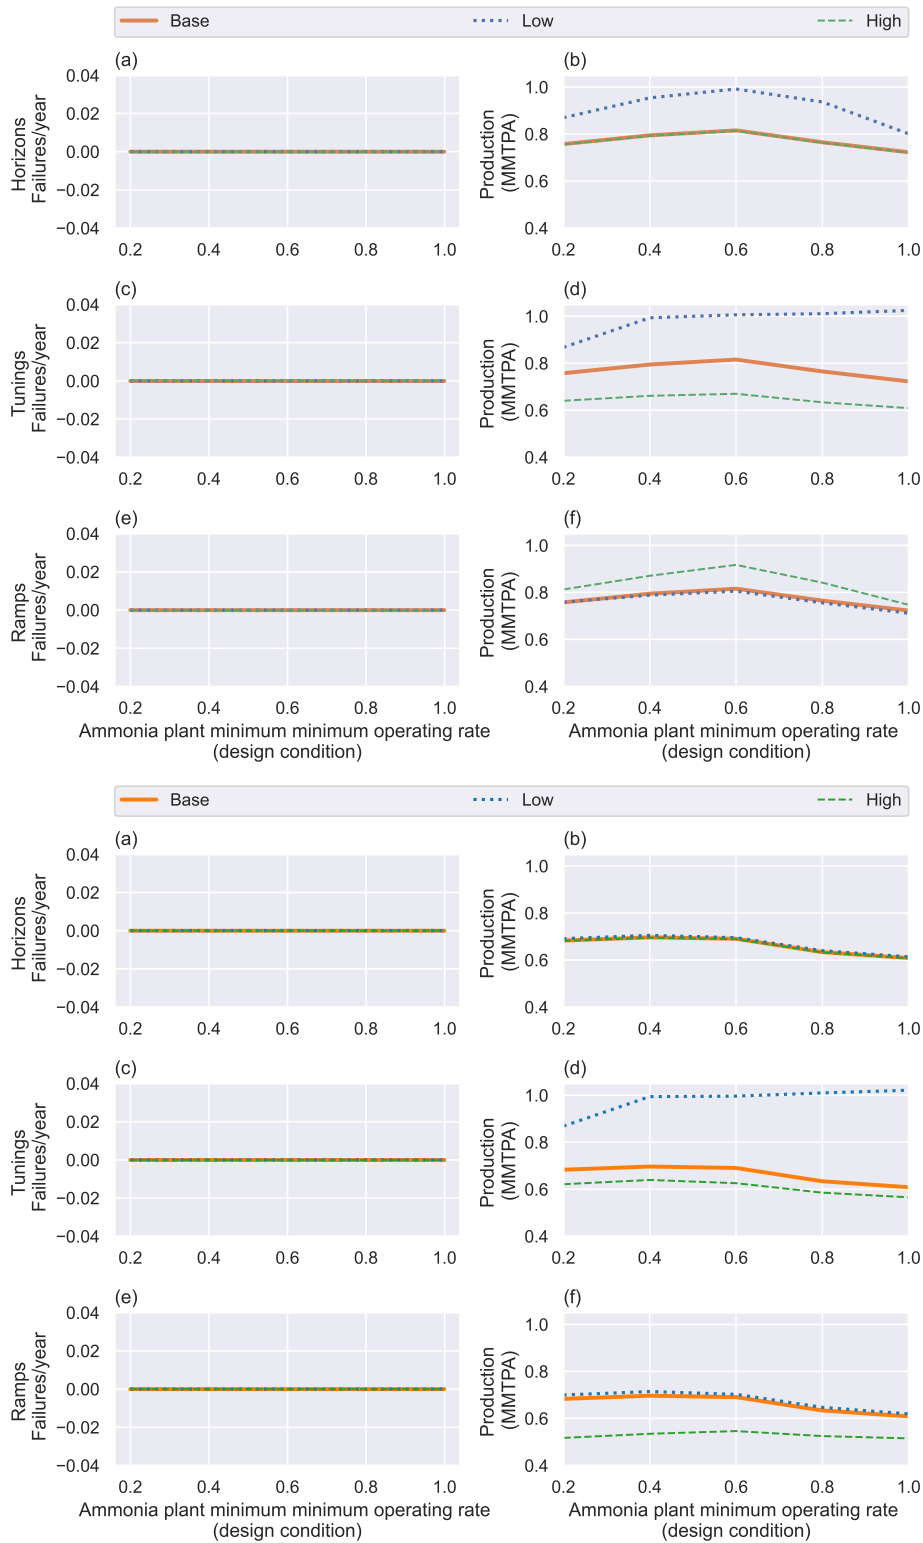 Base Low High
(a)
Horizons
Failures/year
0.04
0.02
0.00
−0.02
−0.04
0.2 0.4 0.6 0.8 1.0
(b)
Production
(MMTPA)
1.0
0.8
0.6
0.4
0.2 0.4 0.6 0.8 1.0
(c)
Tunings
Failures/year
0.04
0.02
0.00
−0.02
−0.04
0.2 0.4 0.6 0.8 1.0
(d)
Production
(MMTPA)
1.0
0.8
0.6
0.4
0.2 0.4 0.6 0.8 1.0
(e)
Ramps
Failures/year
0.04
0.02
0.00
−0.02
−0.04
0.2 0.4 0.6 0.8 1.0
Ammonia plant minimum minimum operating rate
(design condition)
(f)
Production
(MMTPA)
1.0
0.8
0.6
0.4
0.2 0.4 0.6 0.8 1.0
Ammonia plant minimum operating rate
(design condition)
Base Low High
(a)
Horizons
Failures/year
0.04
0.02
0.00
−0.02
−0.04
0.2 0.4 0.6 0.8 1.0
(b)
Production
(MMTPA)
1.0
0.8
0.6
0.4
0.2 0.4 0.6 0.8 1.0
(c)
Tunings
Failures/year
0.04
0.02
0.00
−0.02
−0.04
0.2 0.4 0.6 0.8 1.0
(d)
Production
(MMTPA)
1.0
0.8
0.6
0.4
0.2 0.4 0.6 0.8 1.0
(e)
Ramps
Failures/year
0.04
0.02
0.00
−0.02
−0.04
0.2 0.4 0.6 0.8 1.0
Ammonia plant minimum minimum operating rate
(design condition)
(f)
Production
(MMTPA)
1.0
0.8
0.6
0.4
0.2 0.4 0.6 0.8 1.0
Ammonia plant minimum operating rate
(design condition)